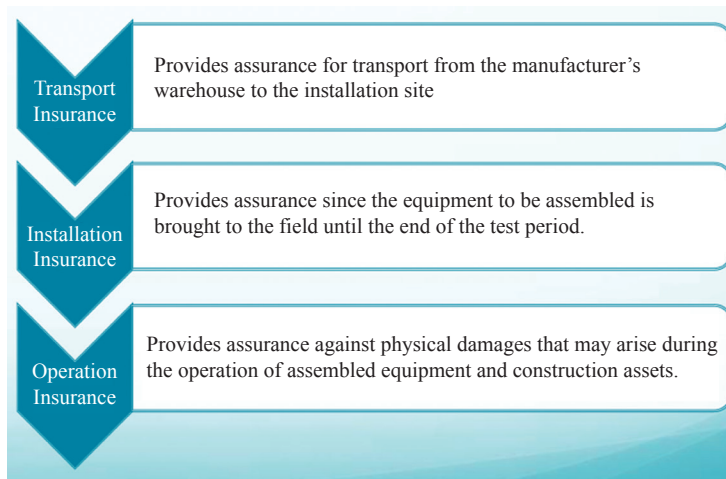 Transport
Insurance
Provides assurance for transport from the manufacturer’s
warehouse to the installation site
Installation
Insurance
Provides assurance since the equipment to be assembled is
brought to the field until the end of the test period.
Operation
Insurance
Provides assurance against physical damages that may arise during
the operation of assembled equipment and construction assets.